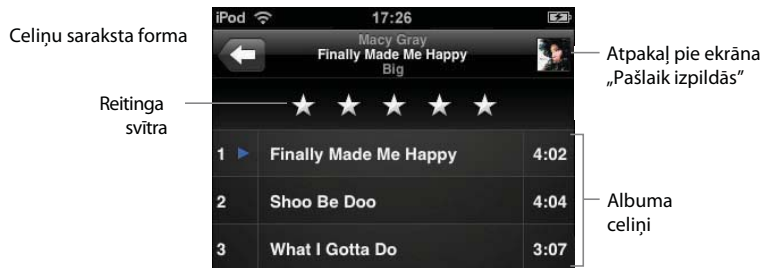 iPod 17:26
Celiņu saraksta forma
Macy Gray
Finally Made Me Happy
Big
Atpakaļ pie ekrāna
„Pašlaik izpildās”
Reitinga
svītra
1 Finally Made Me Happy 4:02
2 Shoo Be Doo 4:04
3 What I Gotta Do 3:07
Albuma
celiņi